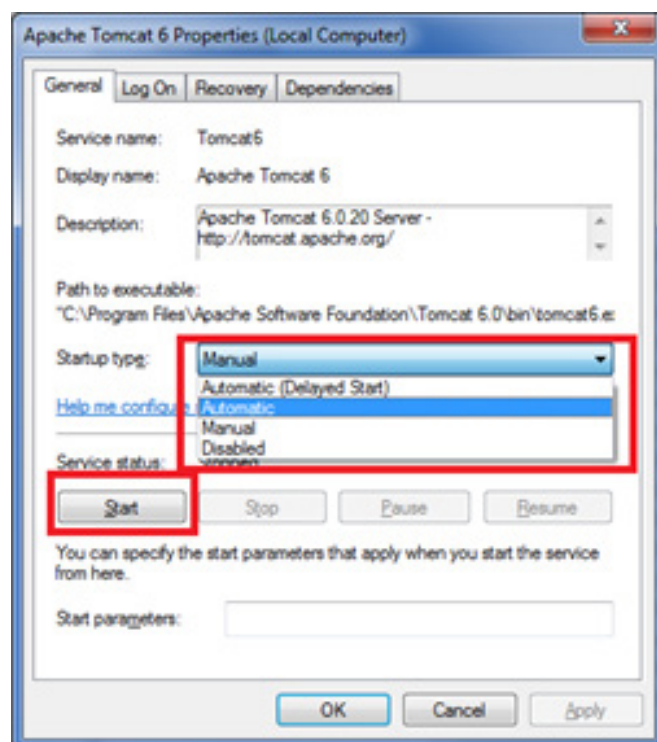 Apache Tomcat 6 Properties (Local Computer)
General Log On Recovery Dependencies
Service name: Tomcat6
Display name: Apache Tomcat 6
Description: Apache Tomcat 6.0.20 Server -
http://tomcat.apache.org/
Path to executable:
"C:\Program Files\Apache Software Foundation\Tomcat 6.0\bin\tomcat6.e
Startup type: Manual
Automatic (Delayed Start)
Help me configure Automatic
Manual
Disabled
Service status: Stopped
Start Stop Pause Resume
You can specify the start parameters that apply when you start the service
from here.
Start parameters:
OK Cancel Apply